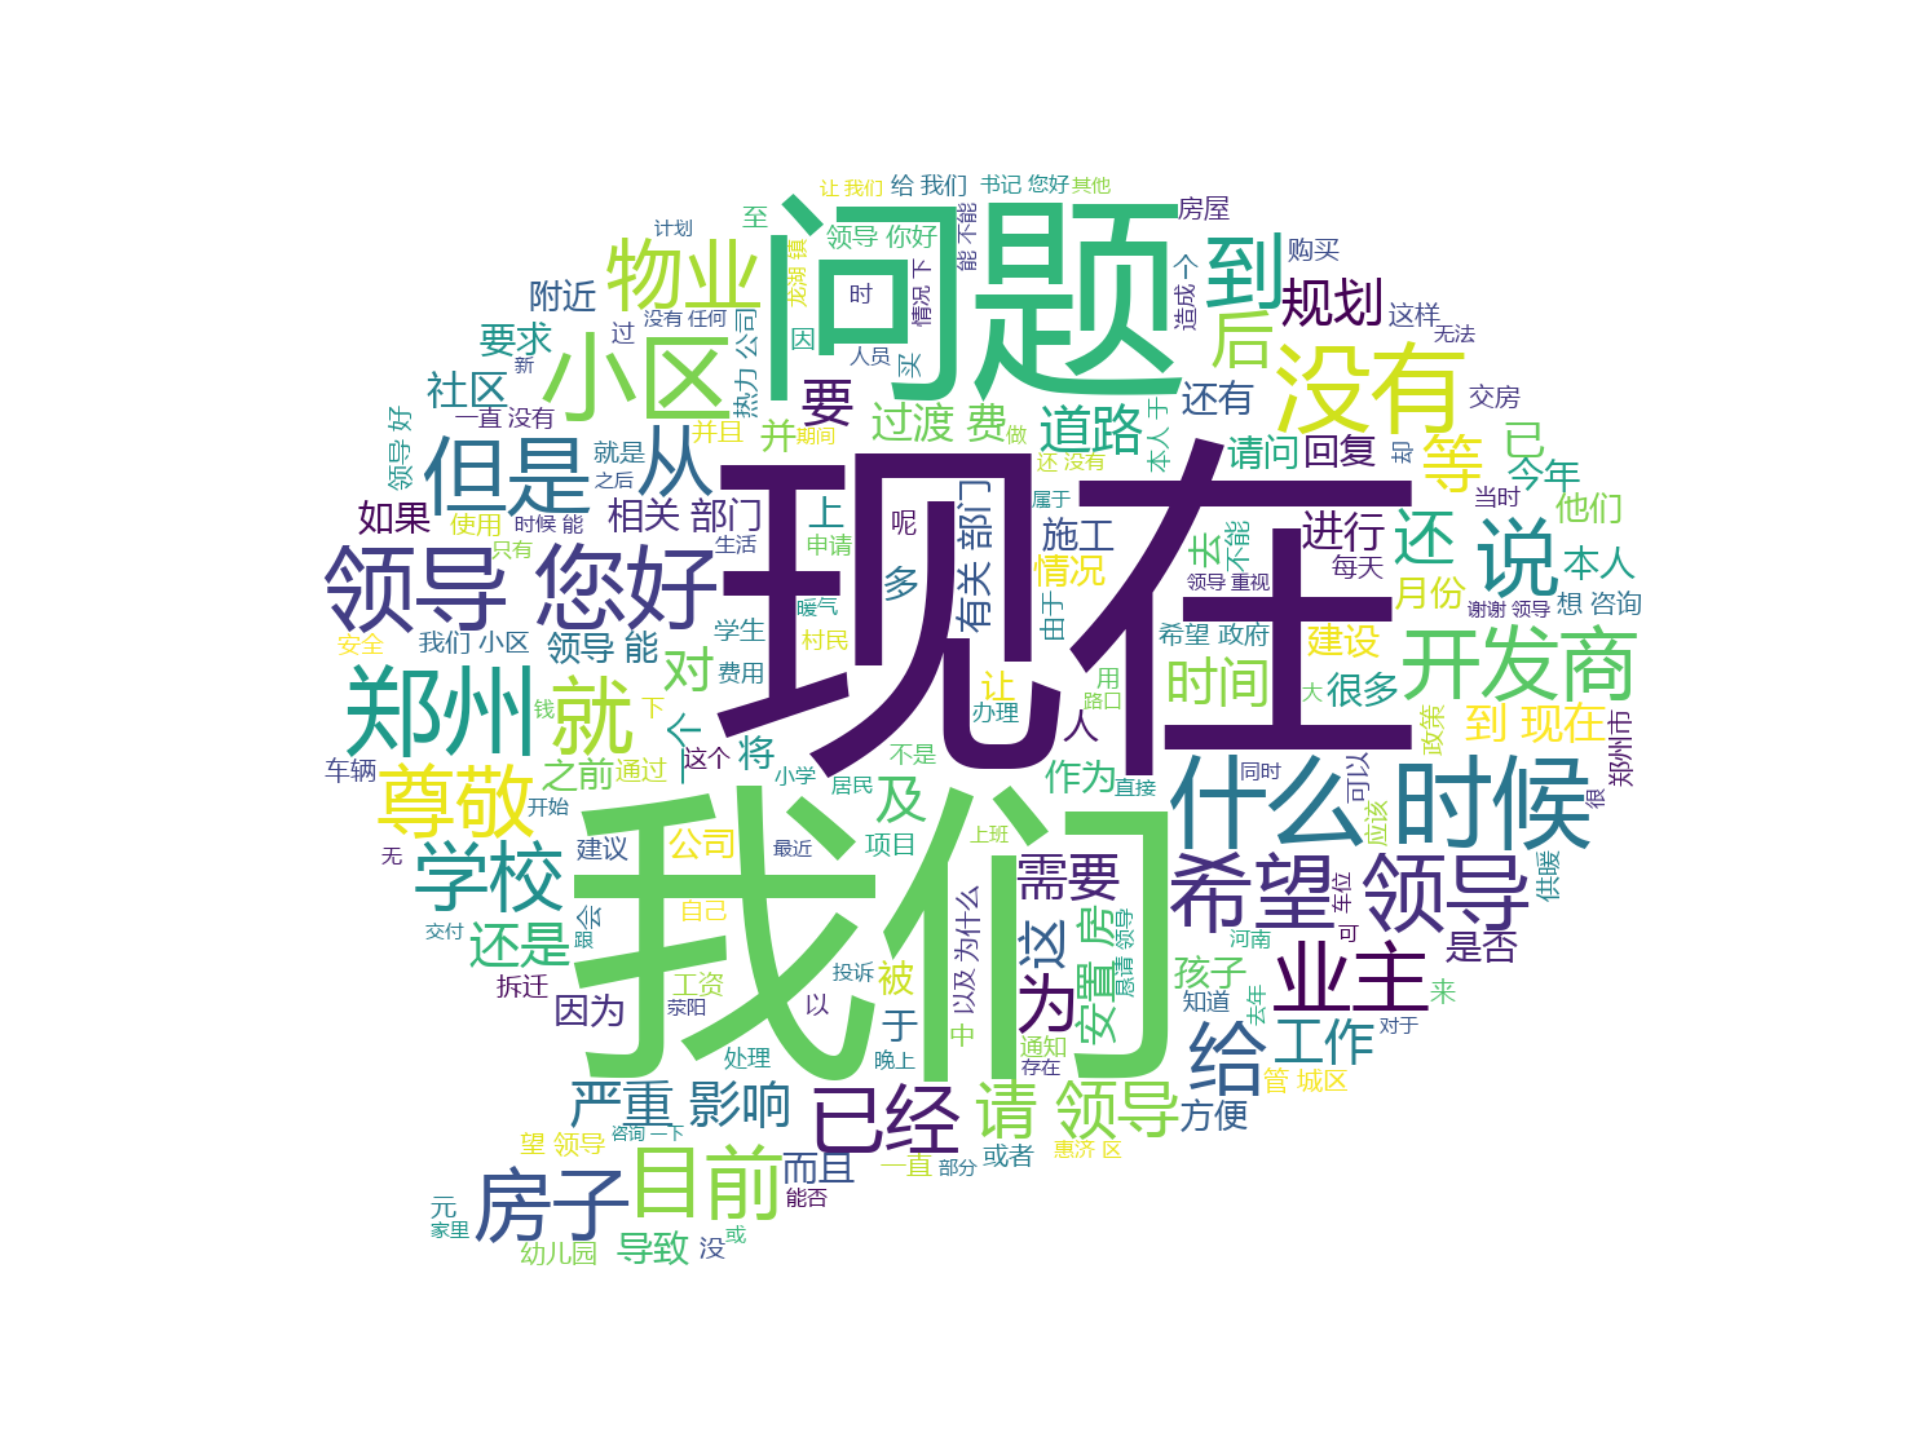 让 我们
给 我们
书记 您好
其他
计划
至
领导 你好
能 不能
房屋
问题
物业
龙湖 镇
时
情况 下
个
到
购买
附近
没有 任何
过
因
人员
买
造成
规划
这样
要求
小区
热力 公司
后
无法
新
社区
要
没有
交房
一直 没有
过渡 费
做
道路
还有
领导 好
但是
就是
从
并且
并
期间
本人 于
请问
回复
却
等
已
之后
还 没有
今年
如果
使用
时候 能
相关 部门
上
呢
有关 部门
属于
现在
施工
去
不能
进行
当时
他们
只有
生活
申请
还
说
领导 您好
多
情况
每天
本人
暖气
由于
领导 重视
月份
谢谢 领导
想 咨询
安全
我们 小区
领导 能
学生
村民
希望 政府
建设
对
费用
开发商
郑州
就
钱
下
让
用
时间
大
很多
到 现在
政策
郑州市
办理
路口
人
个
这个
将
不是
车辆
之前
通过
小学
居民
及
作为
直接
什么 时候
同时
可以
很
尊敬
开始
我们
应该
无
建议
公司
最近
项目
上班
学校
需要
希望 领导
车位
供暖
自己
以及 为什么
交付
还是
会
跟
这
安置 房
恳请 领导
河南
可
是否
投诉
被
孩子
业主
拆迁
工资
来
因为
荥阳
以
为
知道
去年
于
中
通知
给
工作
对于
处理
晚上
存在
管 城区
严重 影响
已经
请 领导
方便
望 领导
咨询 一下
惠济 区
房子
目前
而且
一直
部分
或者
能否
元
家里
幼儿园
导致
没
或